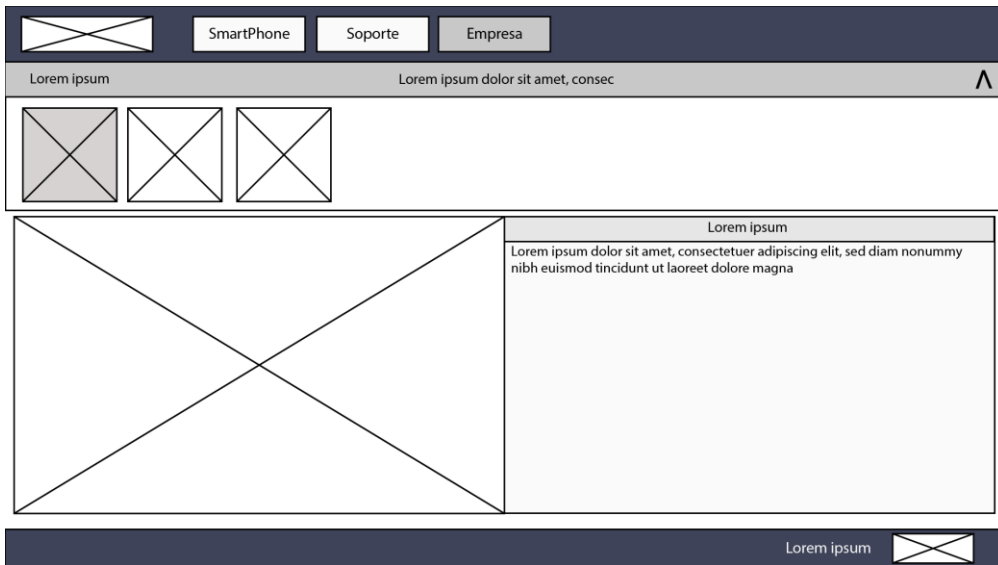 SmartPhone
Soporte
Empresa
Lorem ipsum
Lorem ipsum dolor sit amet, consec
Lorem ipsum
Lorem ipsum dolor sit amet, consectetuer adipiscing elit, sed diam nonummy
nibh euismod tincidunt ut laoreet dolore magna
Lorem ipsum